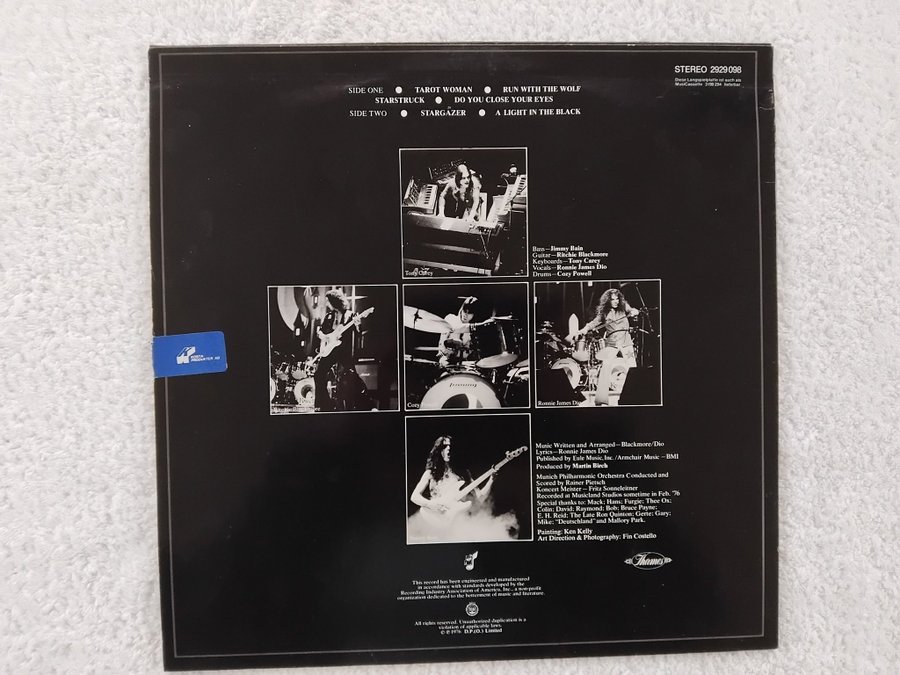 STEREO 2929 098
Diese Langspielplatte ist auch als
MusiCassette 3199 294 lieferbar.
SIDE ONE ● TAROT WOMAN ● RUN WITH THE WOLF
STARSTRUCK ● DO YOU CLOSE YOUR EYES
SIDE TWO ● STARGAZER ● A LIGHT IN THE BLACK
Tony Carey
Bass—Jimmy Bain
Guitar—Ritchie Blackmore
Keyboards—Tony Carey
Vocals—Ronnie James Dio
Drums—Cozy Powell
Ritchie Blackmore
Cozy
Ronnie James Dio
Music Written and Arranged—Blackmore/Dio
Lyrics—Ronnie James Dio
Published by Eule Music, Inc./Armchair Music—BMI
Produced by Martin Birch
Munich Philharmonic Orchestra Conducted and
Scored by Rainer Pietsch
Koncert Meister—Fritz Sonneleitner
Recorded at Musicland Studios sometime in Feb. '76
Special thanks to: Mack; Hans; Furgie; Thee Ox;
Colin; David; Raymond; Bob; Bruce Payne;
E. H. Reid; The Late Ron Quinton; Gerte; Gary;
Mike; "Deutschland" and Mallory Park.
Painting: Ken Kelly
Art Direction & Photography: Fin Costello
Thames
This record has been engineered and manufactured
in accordance with standards developed by the
Recording Industry Association of America, Inc., a non-profit
organization dedicated to the betterment of music and literature.
All rights reserved. Unauthorized duplication is a
violation of applicable laws.
© ℗ 1976 D.P.(O.) Limited